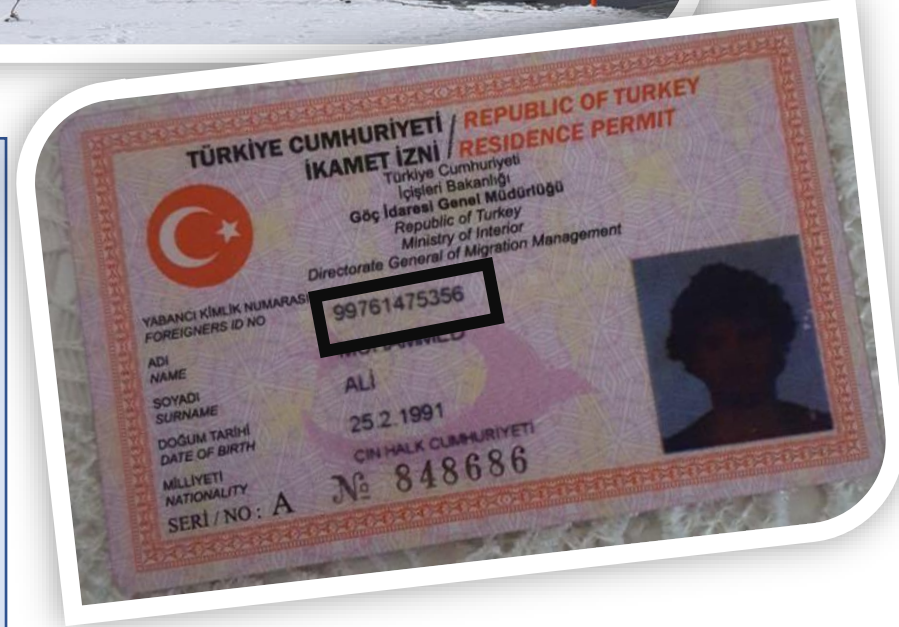 TÜRKİYE CUMHURİYETİ / REPUBLIC OF TURKEY
İKAMET İZNİ / RESIDENCE PERMIT
Türkiye Cumhuriyeti
İçişleri Bakanlığı
Göç İdaresi Genel Müdürlüğü
Republic of Turkey
Ministry of Interior
Directorate General of Migration Management
YABANCI KİMLİK NUMARASI 99761475356
FOREIGNERS ID NO
ADI
NAME
SOYADI ALİ
SURNAME
DOĞUM TARİHİ 25.2.1991
DATE OF BIRTH
MİLLİYETİ ÇİN HALK CUMHURİYETİ
NATIONALITY
SERİ / NO : A № 848686